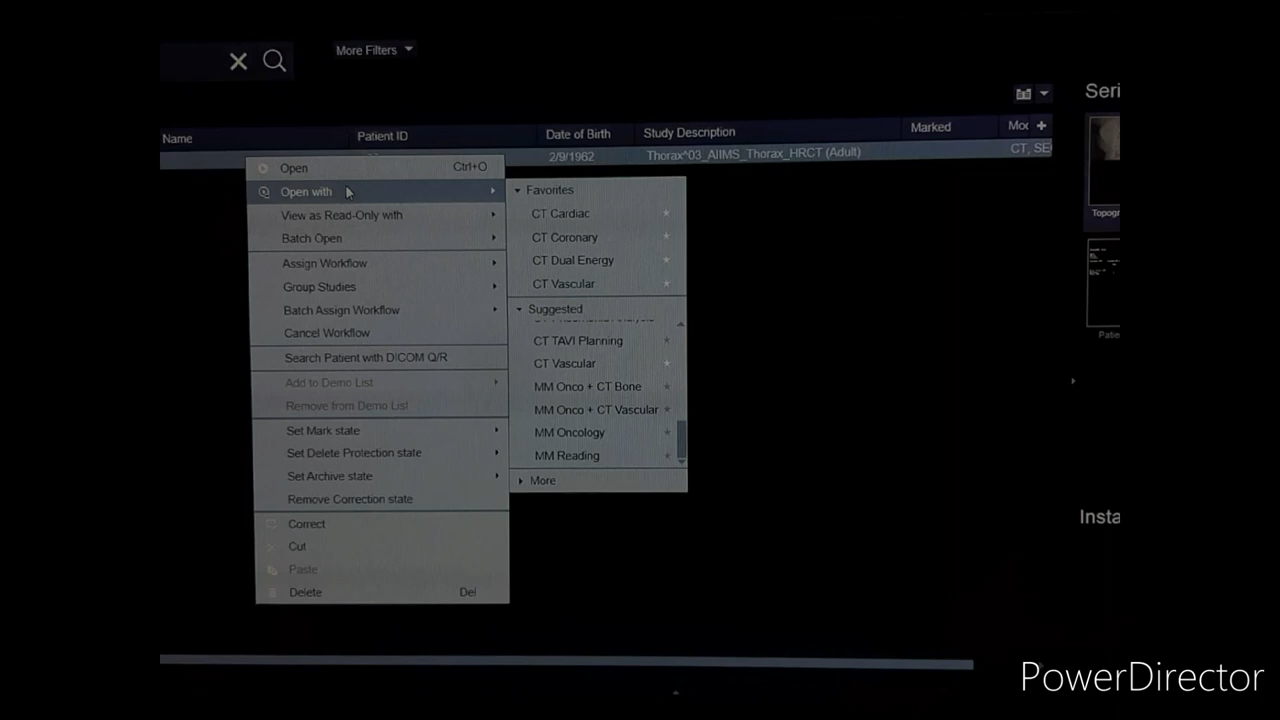 More Filters
Seri
Name Patient ID Date of Birth Study Description Marked Moc +
2/9/1962 Thorax^03_AIIMS_Thorax_HRCT (Adult) CT, SE
Open Ctrl+O
Open with
View as Read-Only with
Batch Open
Assign Workflow
Group Studies
Batch Assign Workflow
Cancel Workflow
Search Patient with DICOM Q/R
Add to Demo List
Remove from Demo List
Set Mark state
Set Delete Protection state
Set Archive state
Remove Correction state
Correct
Cut
Paste
Delete Del
Favorites
CT Cardiac
CT Coronary
CT Dual Energy
CT Vascular
Suggested
CT TAVI Planning
CT Vascular
MM Onco + CT Bone
MM Onco + CT Vascular
MM Oncology
MM Reading
More
Topogr
Patie
Insta
PowerDirector